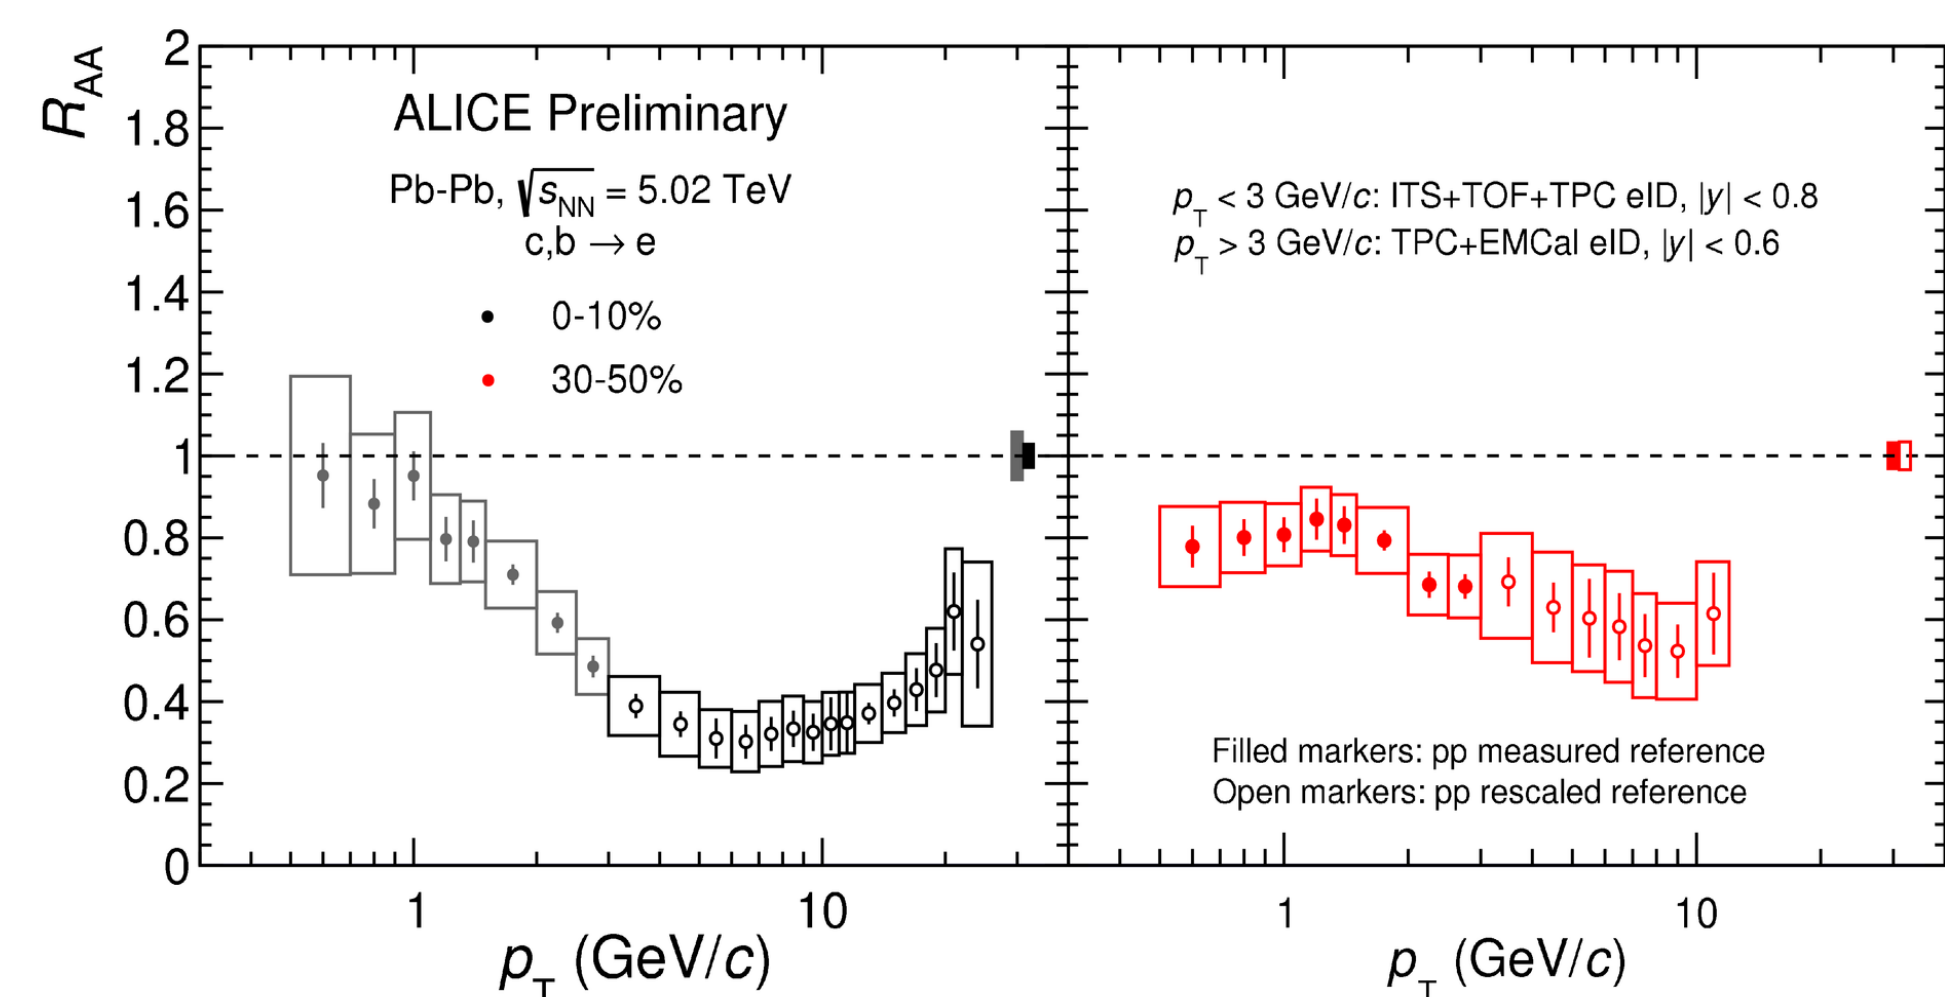 R_AA
2
1.8
1.6
1.4
1.2
1
0.8
0.6
0.4
0.2
0
ALICE Preliminary
Pb-Pb, √s_NN = 5.02 TeV
c,b → e
0-10%
30-50%
1 10
p_T (GeV/c)
p_T < 3 GeV/c: ITS+TOF+TPC eID, |y| < 0.8
p_T > 3 GeV/c: TPC+EMCal eID, |y| < 0.6
Filled markers: pp measured reference
Open markers: pp rescaled reference
1 10
p_T (GeV/c)